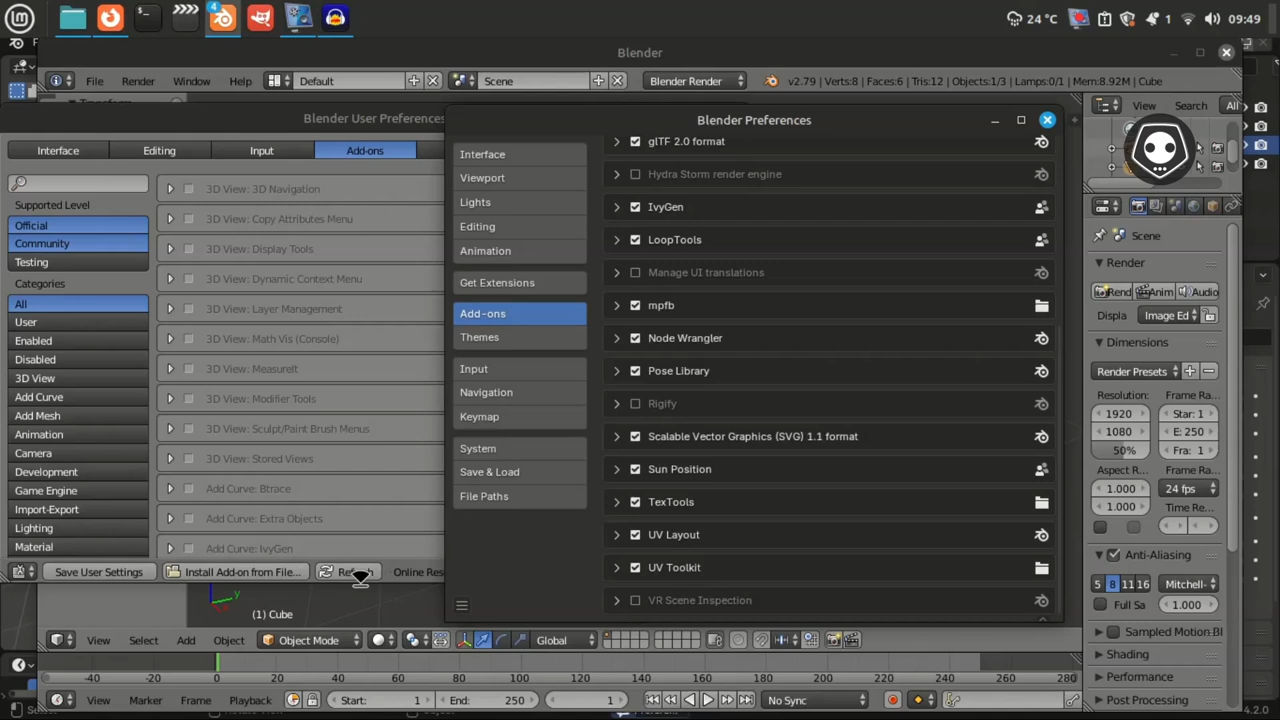 4
24 °C
1
09:49
Blender
File Render Window Help
Default
Scene
Blender Render
v2.79 | Verts:8 | Faces:6 | Tris:12 | Objects:1/3 | Lamps:0/1 | Mem:8.92M | Cube
View Search All
Blender User Preferences
Interface Editing Input Add-ons
Supported Level
Official
Community
Testing
Categories
All
User
Enabled
Disabled
3D View
Add Curve
Add Mesh
Animation
Camera
Development
Game Engine
Import-Export
Lighting
Material
3D View: 3D Navigation
3D View: Copy Attributes Menu
3D View: Display Tools
3D View: Dynamic Context Menu
3D View: Layer Management
3D View: Math Vis (Console)
3D View: MeasureIt
3D View: Modifier Tools
3D View: Sculpt/Paint Brush Menus
3D View: Stored Views
Add Curve: Btrace
Add Curve: Extra Objects
Add Curve: IvyGen
Save User Settings
Install Add-on from File...
Refresh
Online Res
Blender Preferences
Interface
Viewport
Lights
Editing
Animation
Get Extensions
Add-ons
Themes
Input
Navigation
Keymap
System
Save & Load
File Paths
glTF 2.0 format
Hydra Storm render engine
IvyGen
LoopTools
Manage UI translations
mpfb
Node Wrangler
Pose Library
Rigify
Scalable Vector Graphics (SVG) 1.1 format
Sun Position
TexTools
UV Layout
UV Toolkit
VR Scene Inspection
Scene
Render
Rend Anim Audio
Displa Image Ed
Dimensions
Render Presets
Resolution: Frame Ra...
1920 Star: 1
1080 E: 250
50% Fra: 1
Aspect R Frame Ra
1.000 24 fps
1.000 Time Re...
Anti-Aliasing
5 8 11 16 Mitchell-
Full Sa 1.000
Sampled Motion Bl
Shading
Performance
Post Processing
(1) Cube
View Select Add Object
Object Mode
Global
-40 -20 0 20 40 60 80 100 120 140 160 180 200 220 240 260 280
View Marker Frame Playback
Start: 1
End: 250
1
No Sync
4.2.0